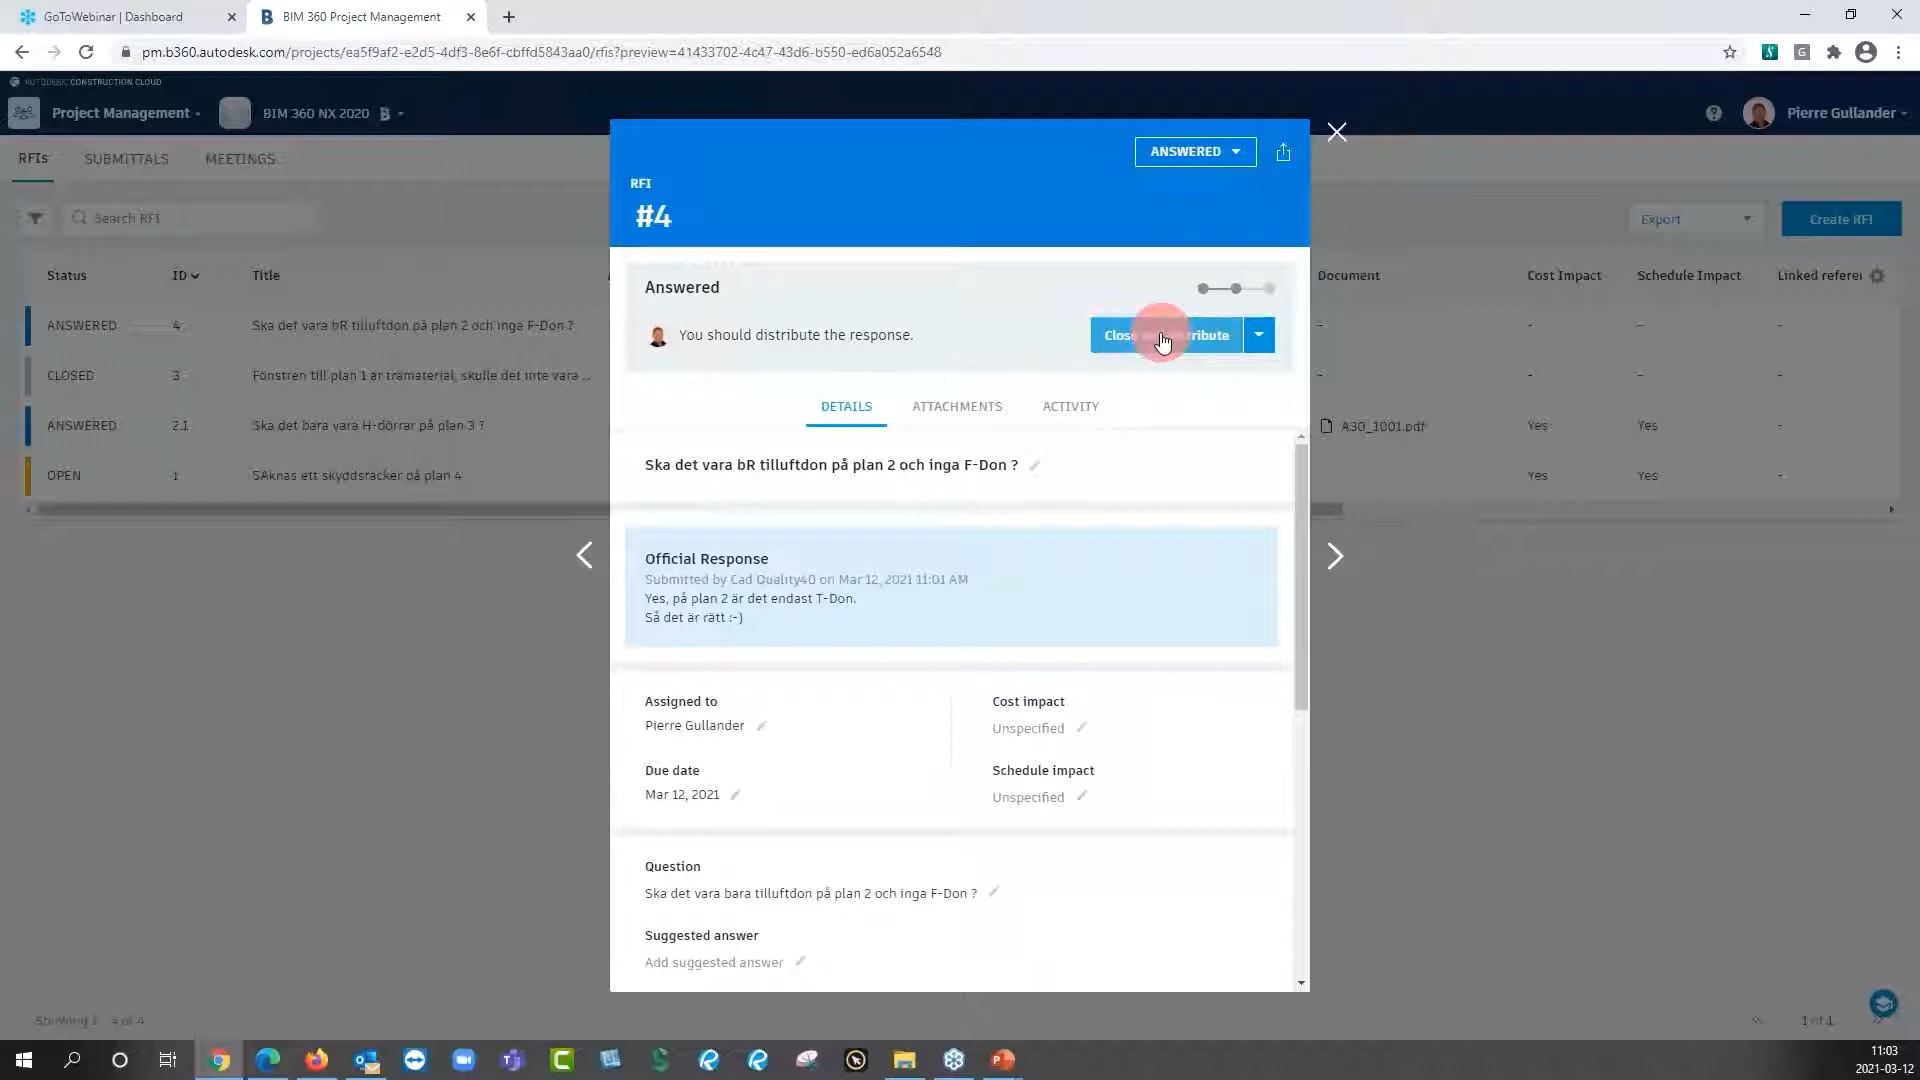 GoToWebinar | Dashboard
BIM 360 Project Management
pm.b360.autodesk.com/projects/ea5f9af2-e2d5-4df3-8e6f-cbffd5843aa0/rfis?preview=41433702-4c47-43d6-b550-ed6a052a6548
AUTODESK CONSTRUCTION CLOUD
Project Management
BIM 360 NX 2020
Pierre Gullander
RFIs
SUBMITTALS
MEETINGS
Search RFI
Export
Create RFI
Status
ID
Title
Document
Cost Impact
Schedule Impact
Linked referei
ANSWERED
4
Ska det vara bR tilluftdon på plan 2 och inga F-Don ?
-
-
-
-
CLOSED
3
Fönstren till plan 1 är trämaterial, skulle det inte vara ...
-
-
-
-
ANSWERED
2.1
Ska det bara vara H-dörrar på plan 3 ?
A30_1001.pdf
Yes
Yes
-
OPEN
1
SAknas ett skyddsräcker på plan 4
Yes
Yes
-
ANSWERED
RFI
#4
Answered
You should distribute the response.
DETAILS
ATTACHMENTS
ACTIVITY
Ska det vara bR tilluftdon på plan 2 och inga F-Don ?
Official Response
Submitted by Cad Quality40 on Mar 12, 2021 11:01 AM
Yes, på plan 2 är det endast T-Don.
Så det är rätt :-)
Assigned to
Pierre Gullander
Cost impact
Unspecified
Due date
Mar 12, 2021
Schedule impact
Unspecified
Question
Ska det vara bara tilluftdon på plan 2 och inga F-Don ?
Suggested answer
Add suggested answer
1 of 1
11:03
2021-03-12